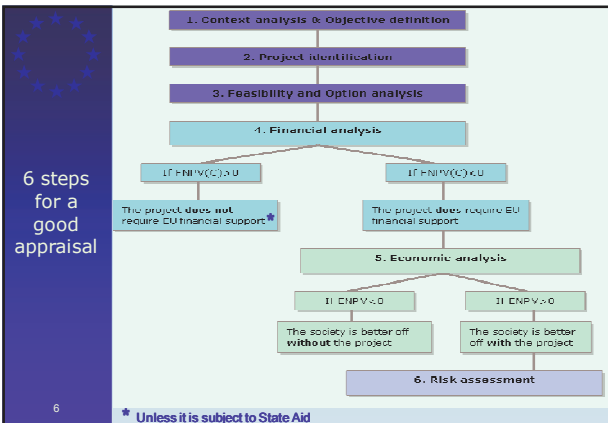 6 steps
for a
good
appraisal
1. Context analysis & Objective definition
2. Project identification
3. Feasibility and Option analysis
4. Financial analysis
If FNPV(C)>0
If FNPV(C)<0
The project does not
require EU financial support *
The project does require EU
financial support
5. Economic analysis
If ENPV<0
If ENPV>0
The society is better off
without the project
The society is better
off with the project
6. Risk assessment
6
* Unless it is subject to State Aid